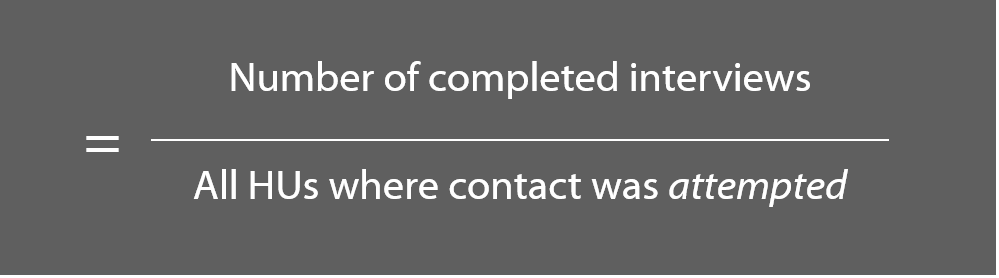 Number of completed interviews
=
All HUs where contact was attempted